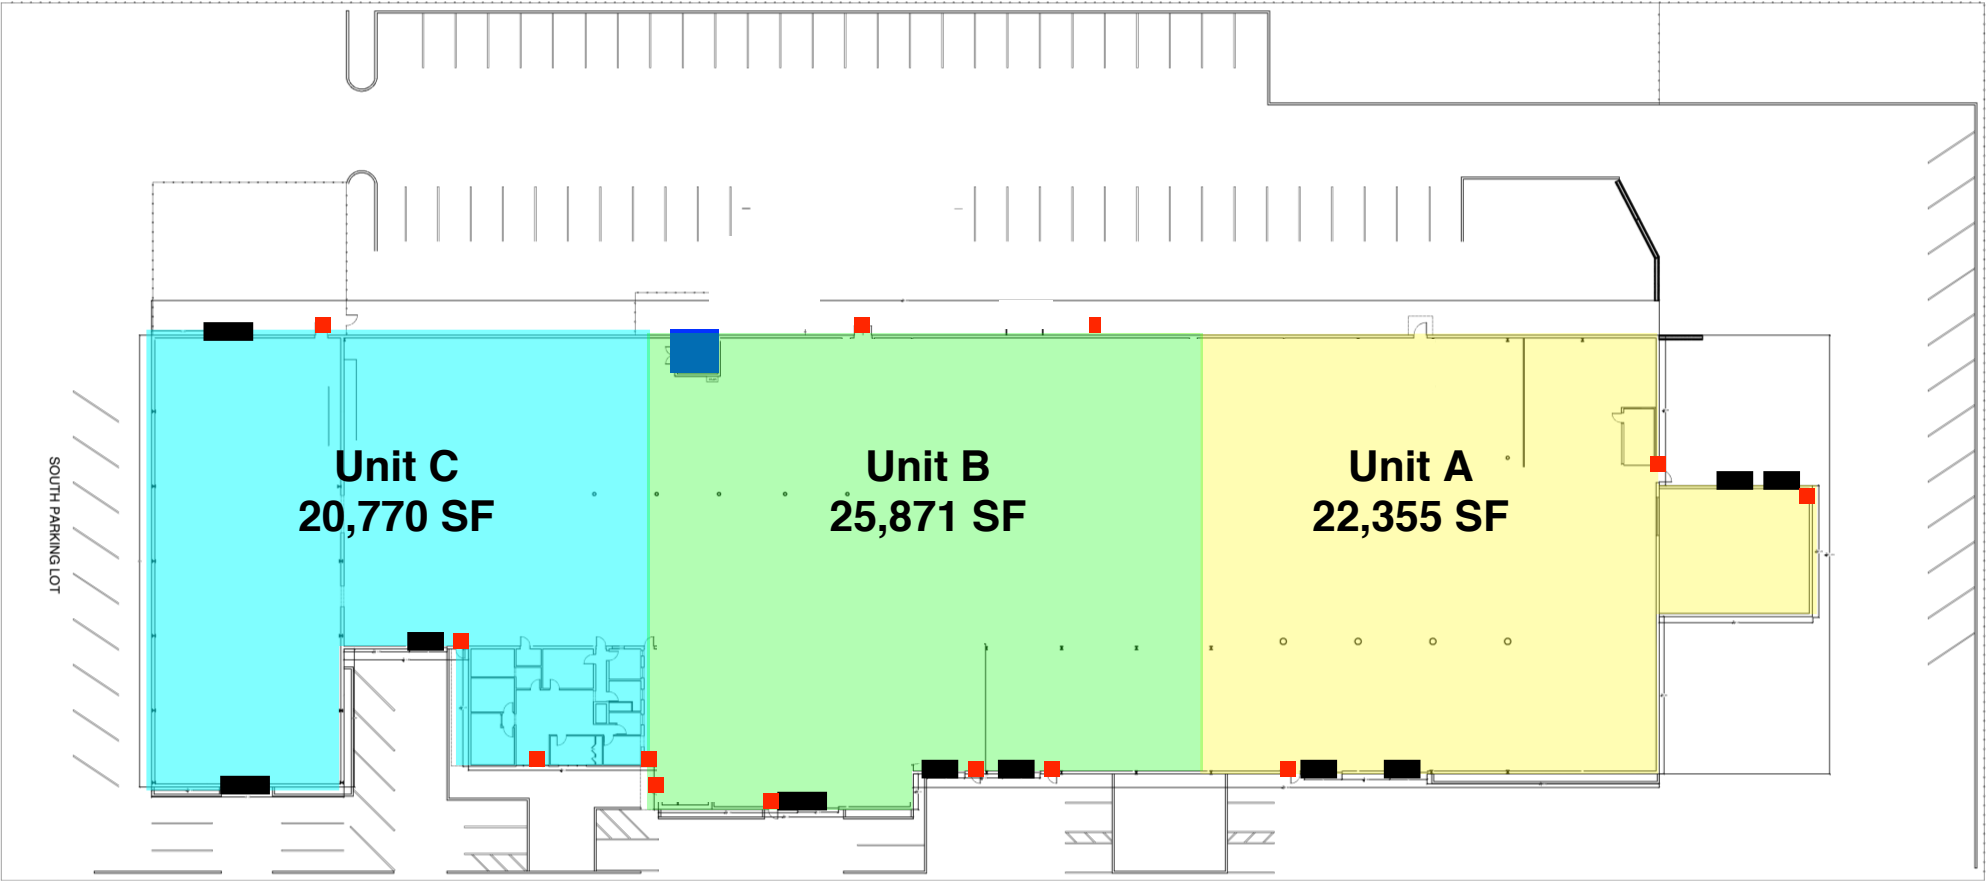 Unit C
20,770 SF
Unit B
25,871 SF
Unit A
22,355 SF
SOUTH PARKING LOT